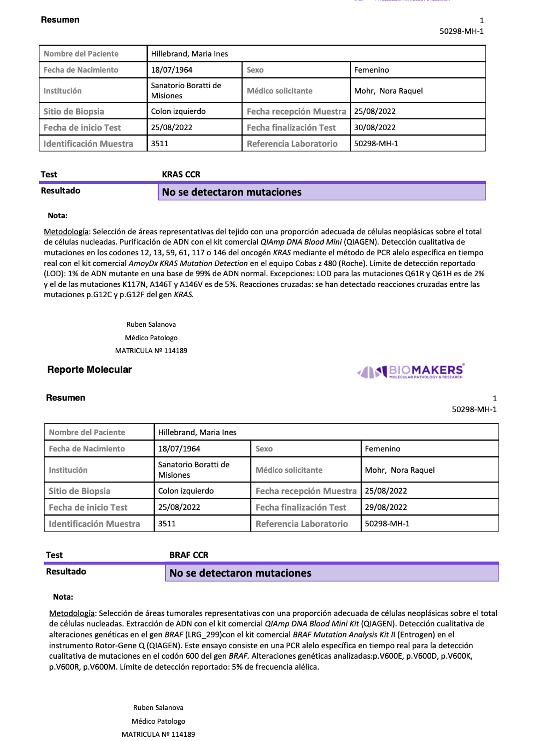 Resumen
1
50298-MH-1
Nombre del Paciente Hillebrand, Maria Ines
Fecha de Nacimiento 18/07/1964 Sexo Femenino
Institución Sanatorio Boratti de Misiones Médico solicitante Mohr, Nora Raquel
Sitio de Biopsia Colon izquierdo Fecha recepción Muestra 25/08/2022
Fecha de inicio Test 25/08/2022 Fecha finalización Test 30/08/2022
Identificación Muestra 3511 Referencia Laboratorio 50298-MH-1
Test KRAS CCR
Resultado No se detectaron mutaciones
Nota:
Metodología: Selección de áreas representativas del tejido con una proporción adecuada de células neoplásicas sobre el total
de células nucleadas. Purificación de ADN con el kit comercial QIAmp DNA Blood Mini (QIAGEN). Detección cualitativa de
mutaciones en los codones 12, 13, 59, 61, 117 o 146 del oncogén KRAS mediante el método de PCR alelo específica en tiempo
real con el kit comercial AmoyDx KRAS Mutation Detection en el equipo Cobas z 480 (Roche). Límite de detección reportado
(LOD): 1% de ADN mutante en una base de 99% de ADN normal. Excepciones: LOD para las mutaciones Q61R y Q61H es de 2%
y el de las mutaciones K117N, A146T y A146V es de 5%. Reacciones cruzadas: se han detectado reacciones cruzadas entre las
mutaciones p.G12C y p.G12F del gen KRAS.
Ruben Salanova
Médico Patologo
MATRICULA Nº 114189
Reporte Molecular
BIOMAKERS
MOLECULAR PATHOLOGY & RESEARCH
Resumen
1
50298-MH-1
Nombre del Paciente Hillebrand, Maria Ines
Fecha de Nacimiento 18/07/1964 Sexo Femenino
Institución Sanatorio Boratti de Misiones Médico solicitante Mohr, Nora Raquel
Sitio de Biopsia Colon izquierdo Fecha recepción Muestra 25/08/2022
Fecha de inicio Test 25/08/2022 Fecha finalización Test 29/08/2022
Identificación Muestra 3511 Referencia Laboratorio 50298-MH-1
Test BRAF CCR
Resultado No se detectaron mutaciones
Nota:
Metodología: Selección de áreas tumorales representativas con una proporción adecuada de células neoplásicas sobre el total
de células nucleadas. Extracción de ADN con el kit comercial QIAmp DNA Blood Mini Kit (QIAGEN). Detección cualitativa de
alteraciones genéticas en el gen BRAF (LRG_299)con el kit comercial BRAF Mutation Analysis Kit II (Entrogen) en el
instrumento Rotor-Gene Q (QIAGEN). Este ensayo consiste en una PCR alelo específica en tiempo real para la detección
cualitativa de mutaciones en el codón 600 del gen BRAF. Alteraciones genéticas analizadas:p.V600E, p.V600D, p.V600K,
p.V600R, p.V600M. Límite de detección reportado: 5% de frecuencia alélica.
Ruben Salanova
Médico Patologo
MATRICULA Nº 114189